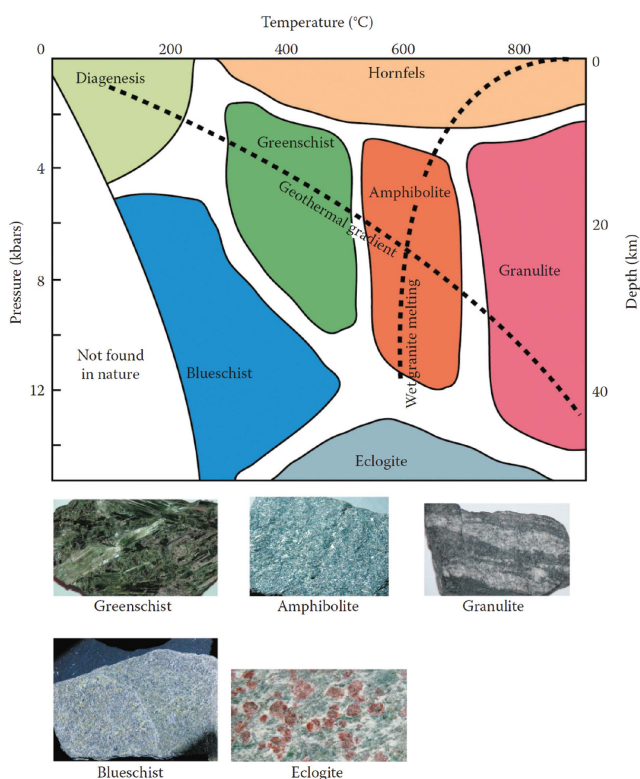 Temperature (°C)
0 200 400 600 800
0
Diagenesis
Hornfels
Greenschist
4
Geothermal gradient
Amphibolite
20
Pressure (kbars)
Depth (km)
8
Granulite
Wet granite melting
Not found
in nature
Blueschist
12
40
Eclogite
Greenschist
Amphibolite
Granulite
Blueschist
Eclogite